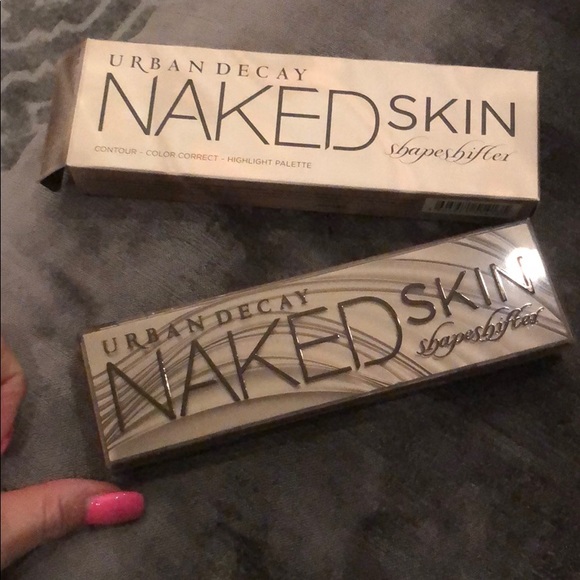 URBAN DECAY
NAKED SKIN
shapeshifter
CONTOUR - COLOR CORRECT - HIGHLIGHT PALETTE
URBAN DECAY
NAKED SKIN
shapeshifter